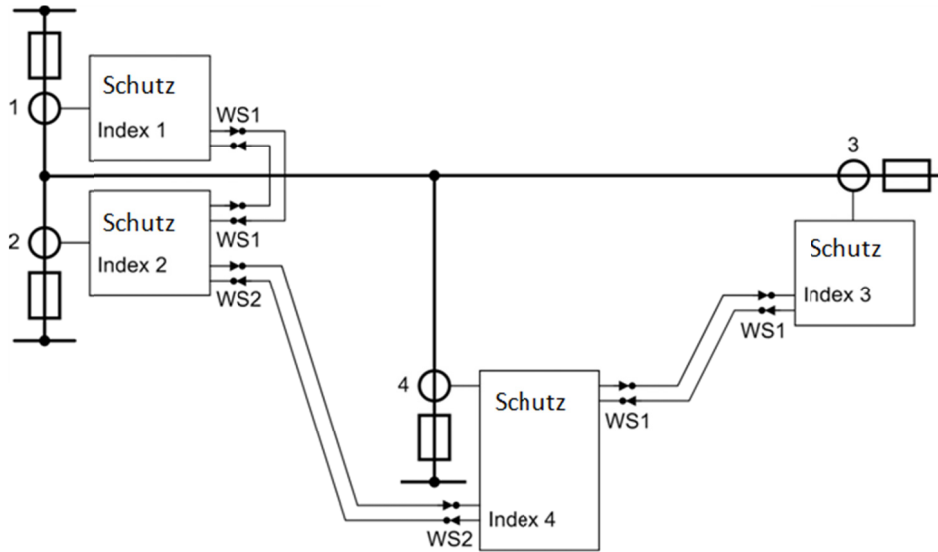 1
Schutz
Index 1
WS1
2
Schutz
Index 2
WS1
WS2
3
Schutz
Index 3
WS1
4
Schutz
WS1
Index 4
WS2